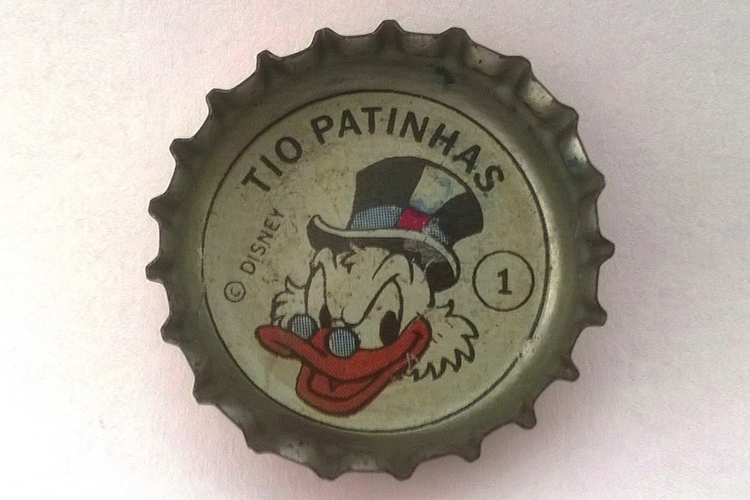 TIO PATINHAS
© DISNEY
1